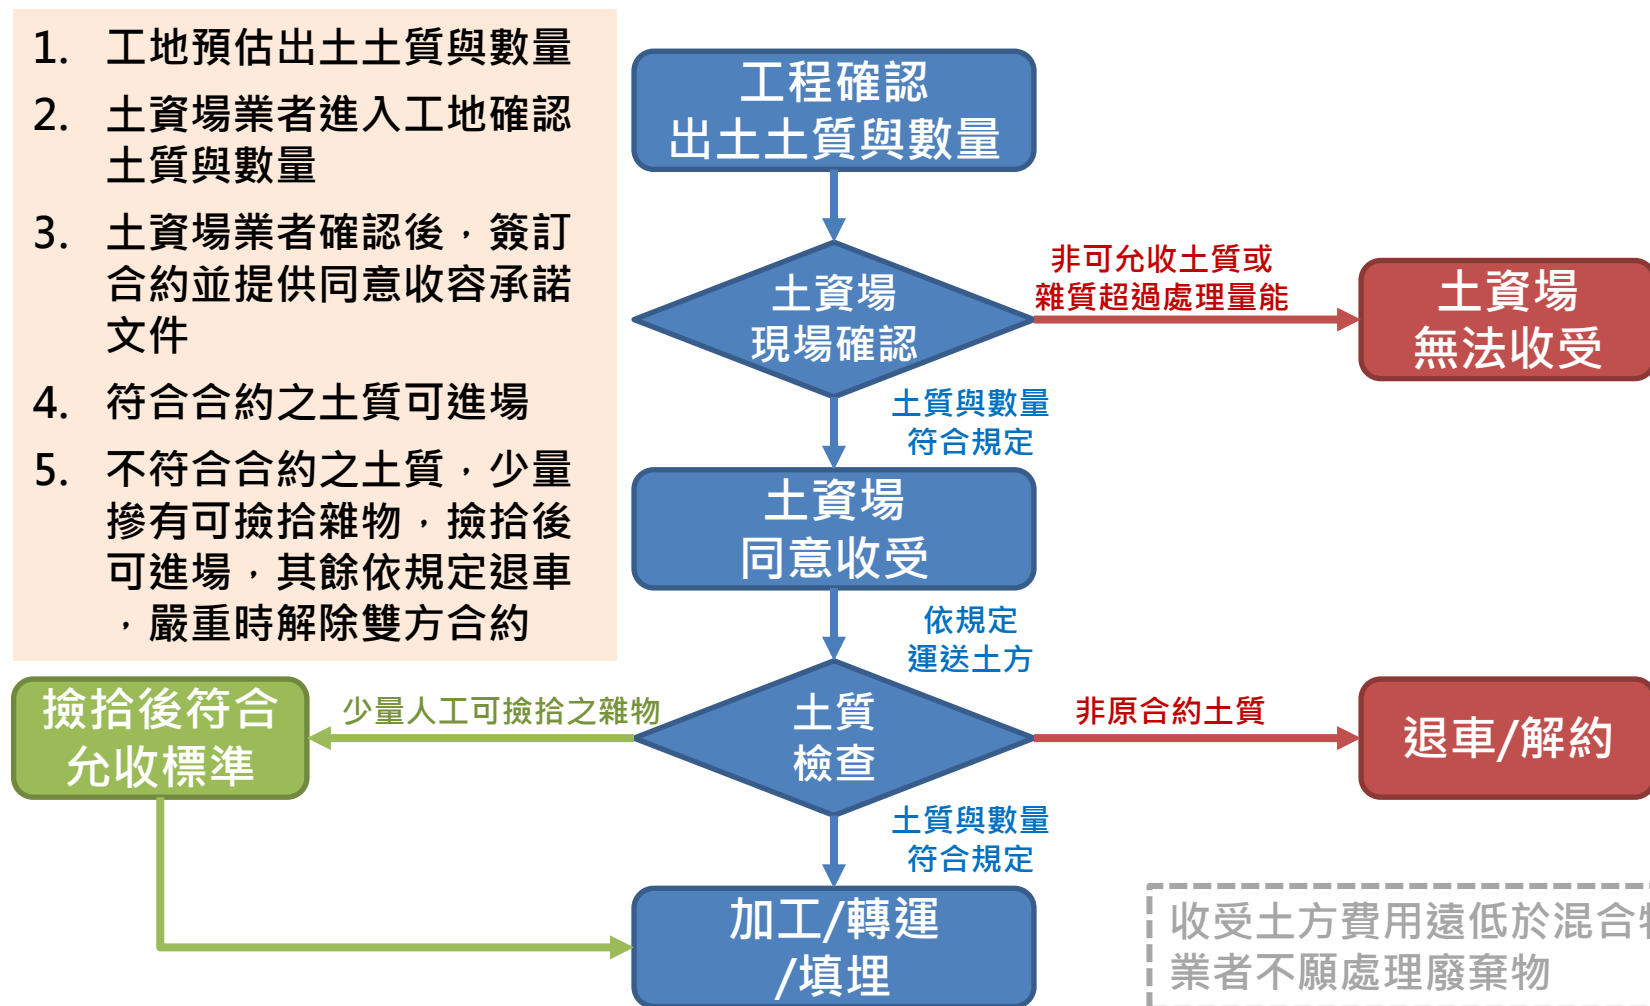 1. 工地預估出土土質與數量
2. 土資場業者進入工地確認
土質與數量
3. 土資場業者確認後，簽訂
合約並提供同意收容承諾
文件
4. 符合合約之土質可進場
5. 不符合合約之土質，少量
摻有可撿拾雜物，撿拾後
可進場，其餘依規定退車
，嚴重時解除雙方合約
工程確認
出土土質與數量
土資場
現場確認
非可允收土質或
雜質超過處理量能
土資場
無法收受
土質與數量
符合規定
土資場
同意收受
依規定
運送土方
撿拾後符合
允收標準
少量人工可撿拾之雜物
土質
檢查
非原合約土質
退車/解約
土質與數量
符合規定
加工/轉運
/填埋
收受土方費用遠低於混合
業者不願處理廢棄物